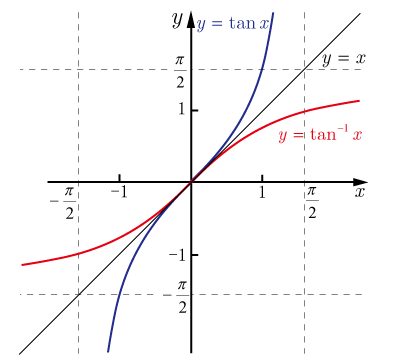 y
y = tan x
π/2
y = x
1
y = tan⁻¹ x
-π/2
−1
1
π/2
x
−1
-π/2